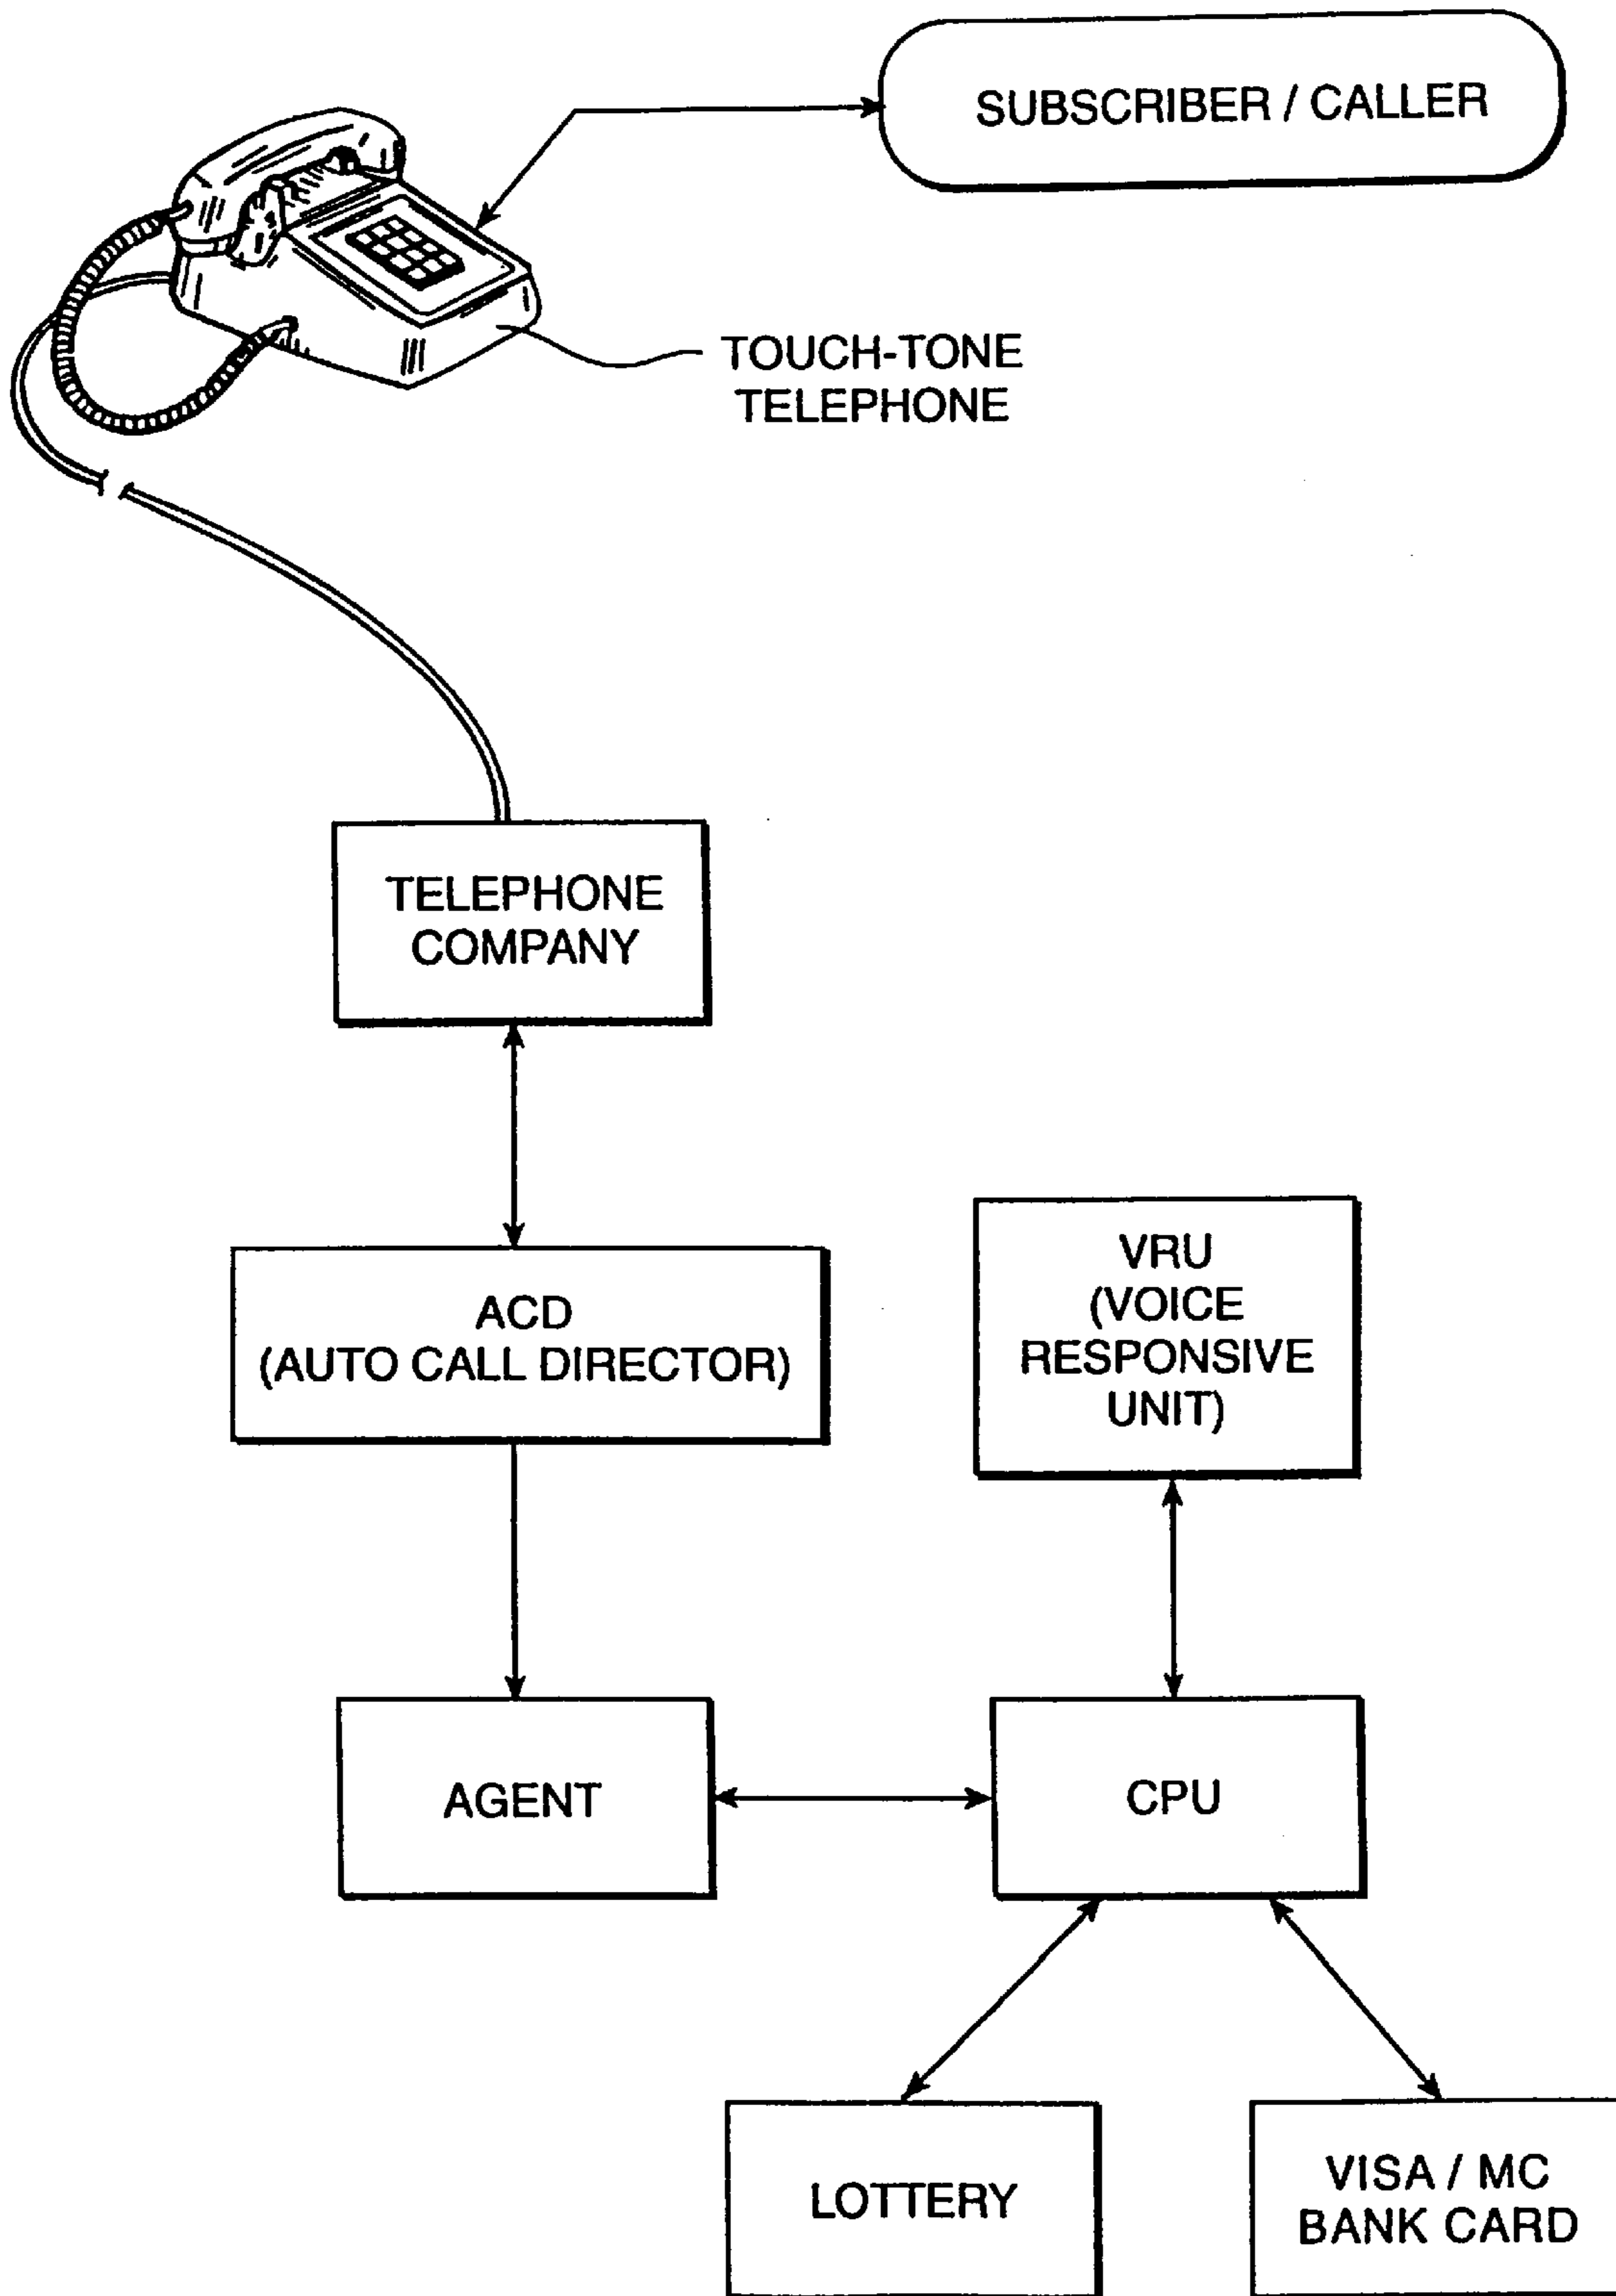 SUBSCRIBER / CALLER
TOUCH-TONE
TELEPHONE
TELEPHONE
COMPANY
ACD
(AUTO CALL DIRECTOR)
VRU
(VOICE
RESPONSIVE
UNIT)
AGENT
CPU
LOTTERY
VISA / MC
BANK CARD